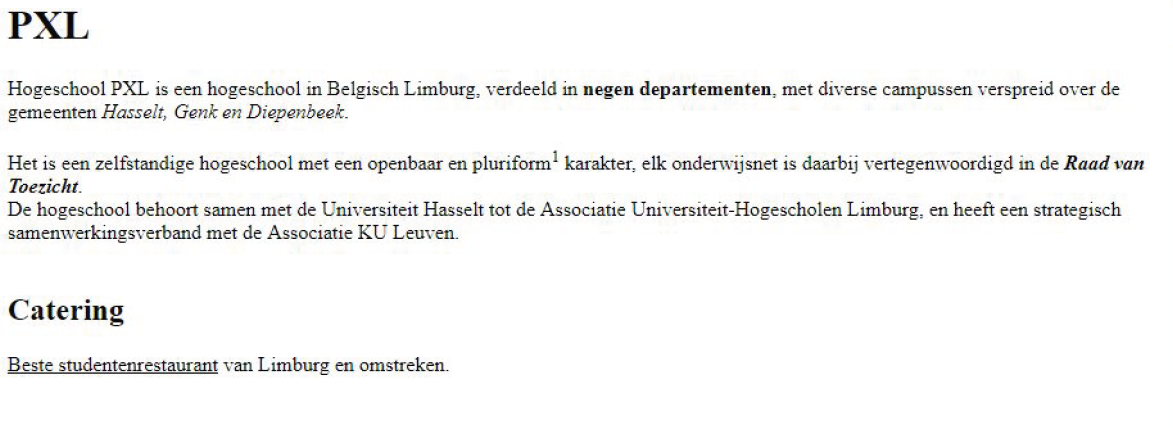 PXL
Hogeschool PXL is een hogeschool in Belgisch Limburg, verdeeld in negen departementen, met diverse campussen verspreid over de
gemeenten Hasselt, Genk en Diepenbeek.
Het is een zelfstandige hogeschool met een openbaar en pluriform¹ karakter, elk onderwijsnet is daarbij vertegenwoordigd in de Raad van
Toezicht.
De hogeschool behoort samen met de Universiteit Hasselt tot de Associatie Universiteit-Hogescholen Limburg, en heeft een strategisch
samenwerkingsverband met de Associatie KU Leuven.
Catering
Beste studentenrestaurant van Limburg en omstreken.